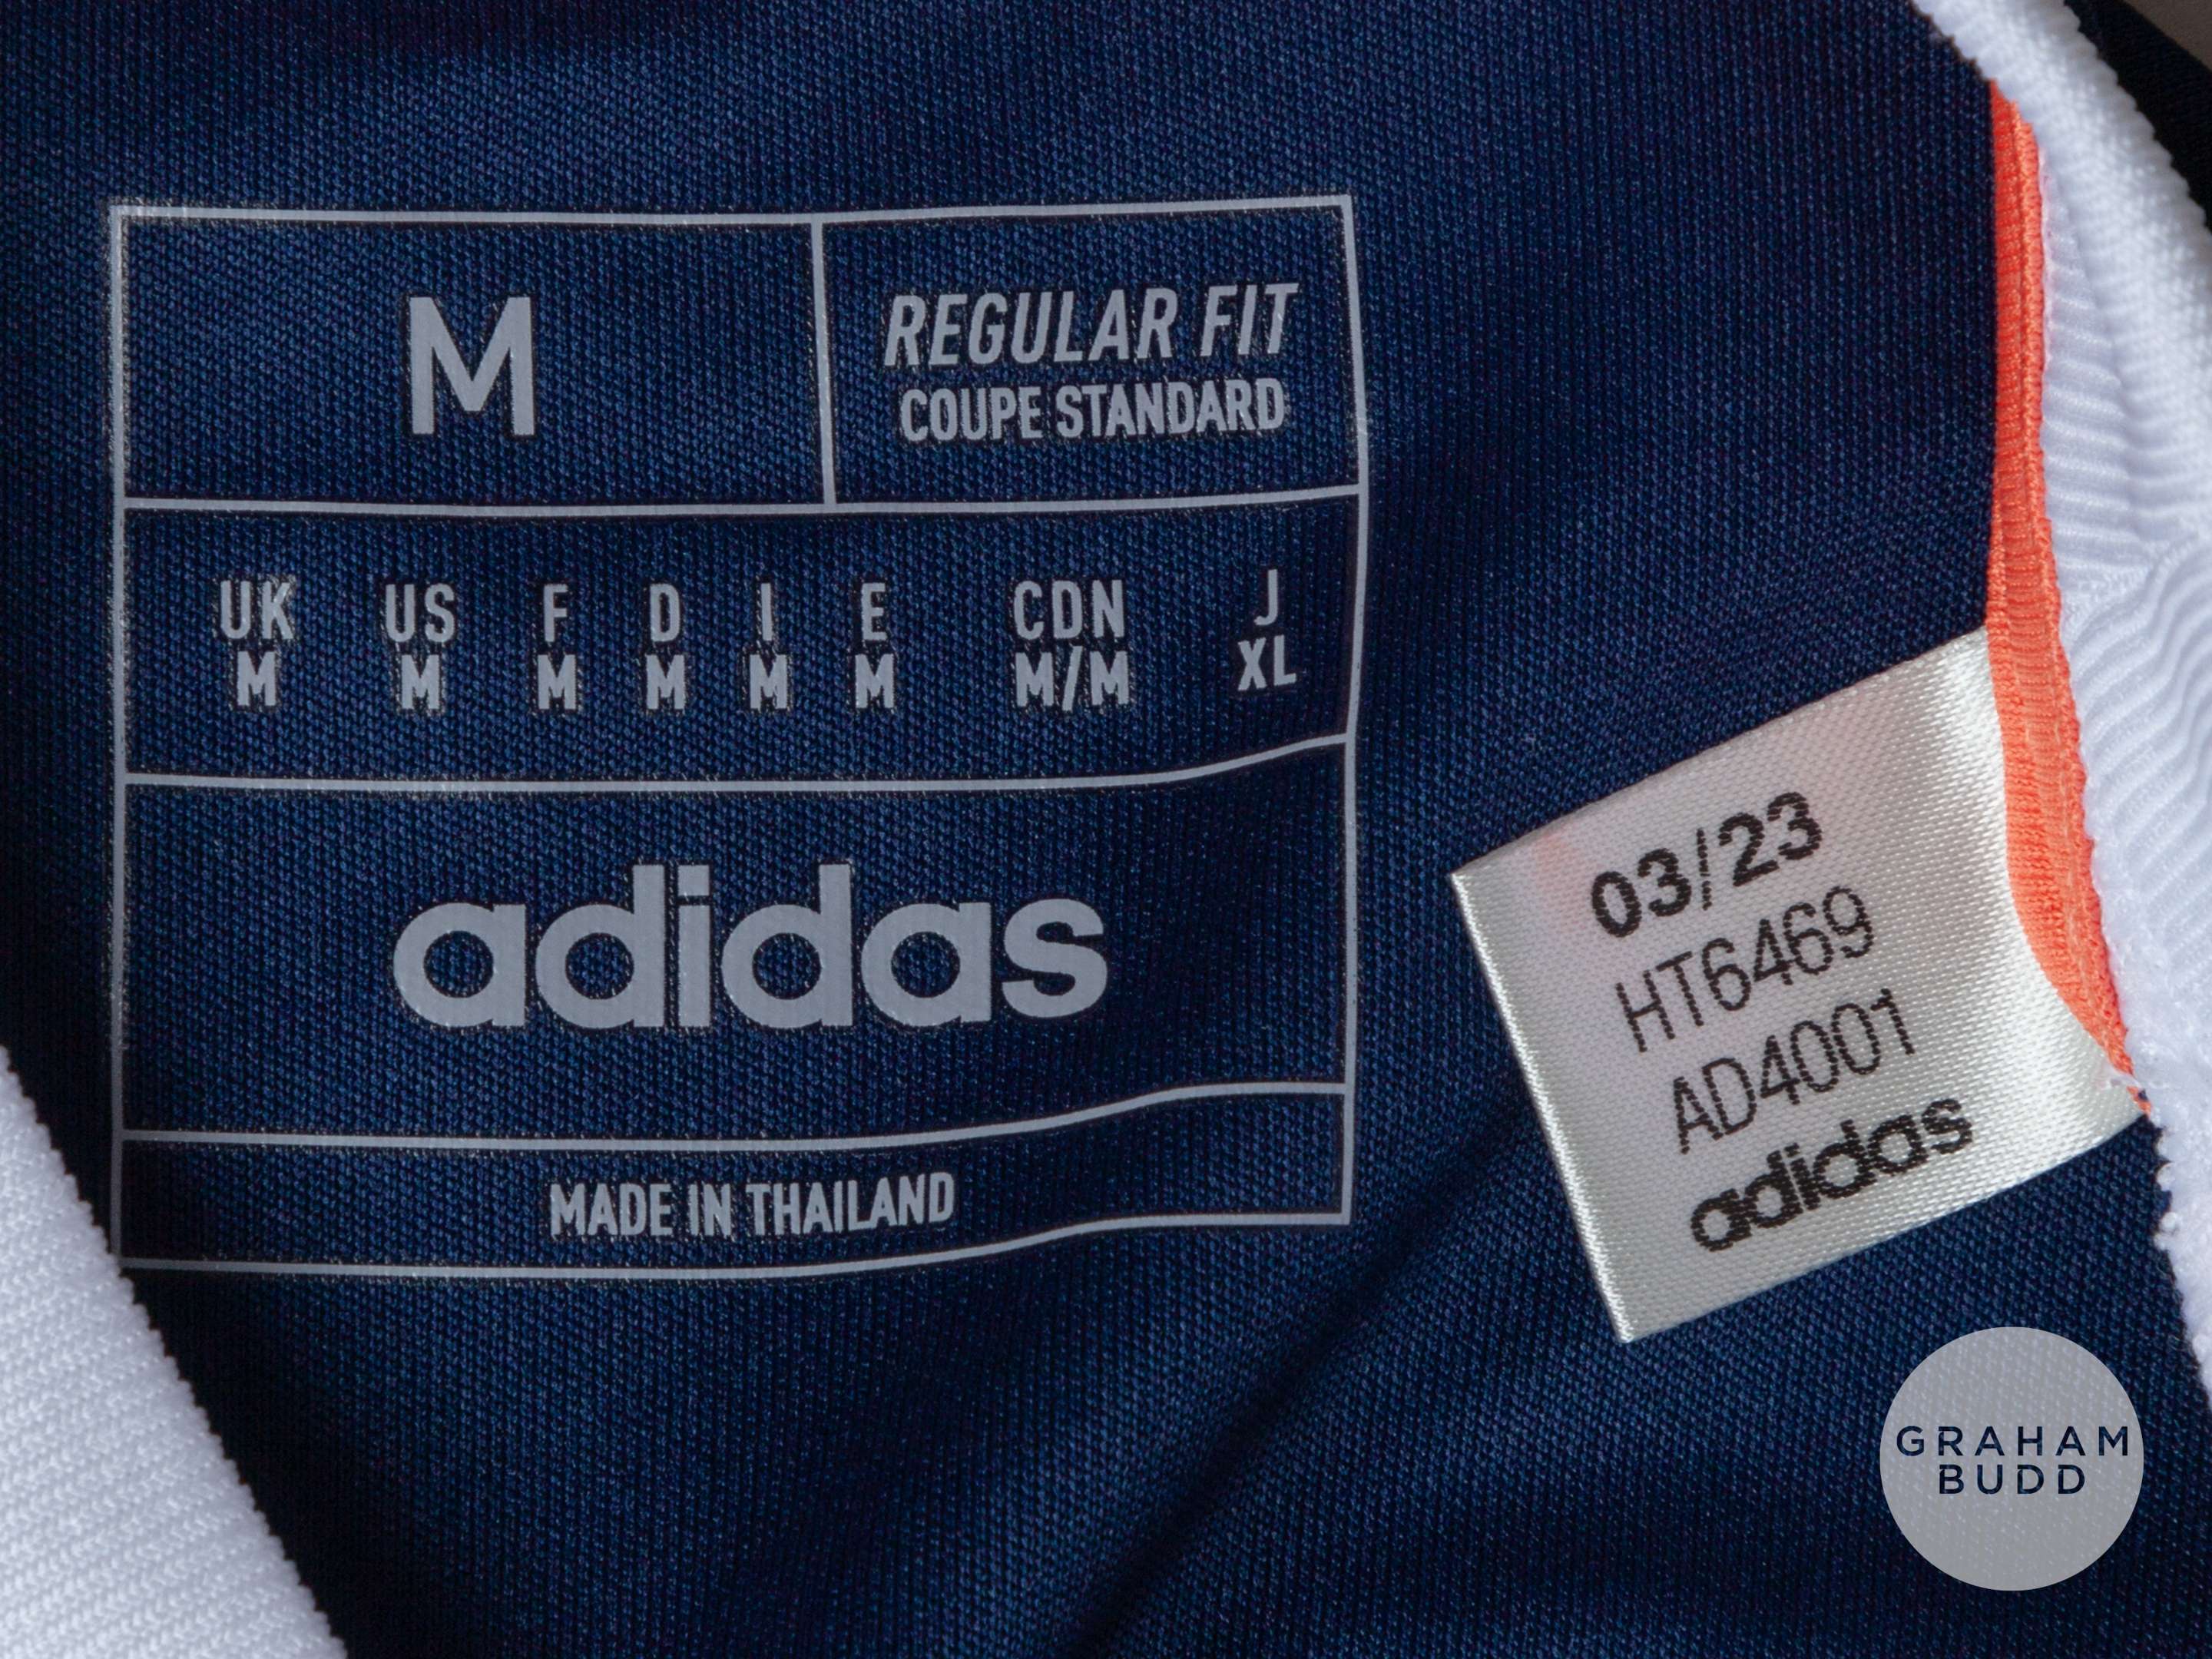 M
REGULAR FIT
COUPE STANDARD
UK US F D I E CDN J
M M M M M M M/M XL
adidas
MADE IN THAILAND
03/23
HT6469
AD4001
adidas
GRAHAM
BUDD